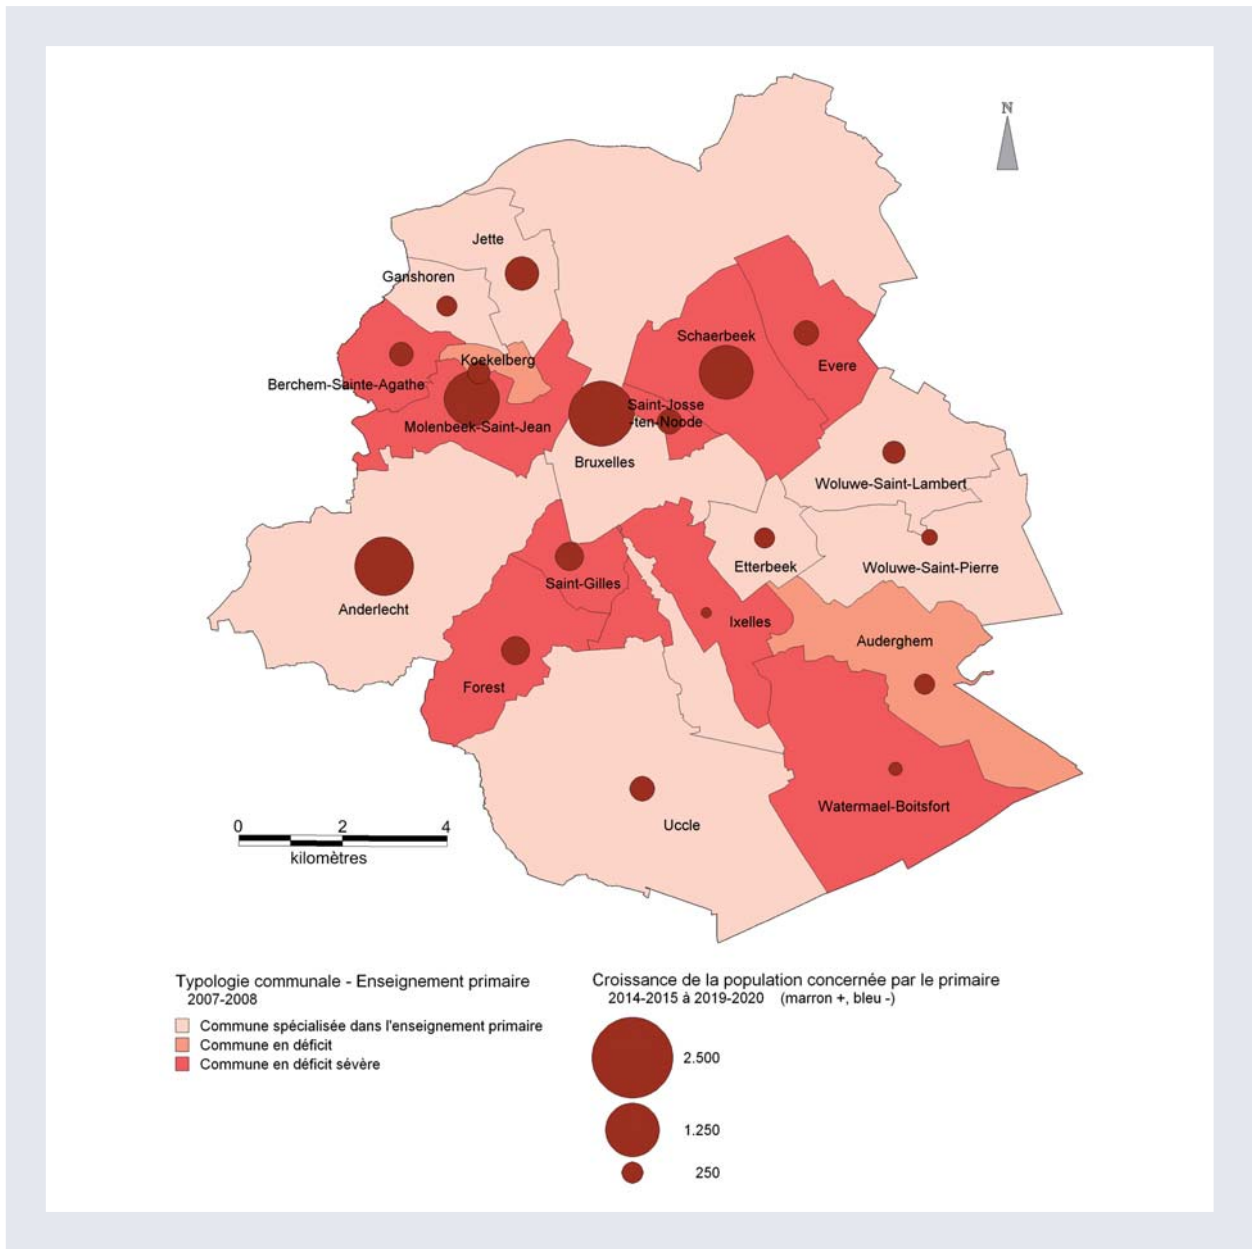 N
Jette
Ganshoren
Schaerbeek
Koekelberg
Evere
Berchem-Sainte-Agathe
Saint-Josse
-ten-Noode
Molenbeek-Saint-Jean
Bruxelles
Woluwe-Saint-Lambert
Etterbeek
Woluwe-Saint-Pierre
Saint-Gilles
Anderlecht
Ixelles
Auderghem
Forest
Watermael-Boitsfort
Uccle
0 2 4
kilomètres
Typologie communale - Enseignement primaire
2007-2008
Commune spécialisée dans l'enseignement primaire
Commune en déficit
Commune en déficit sévère
Croissance de la population concernée par le primaire
2014-2015 à 2019-2020 (marron +, bleu -)
2.500
1.250
250